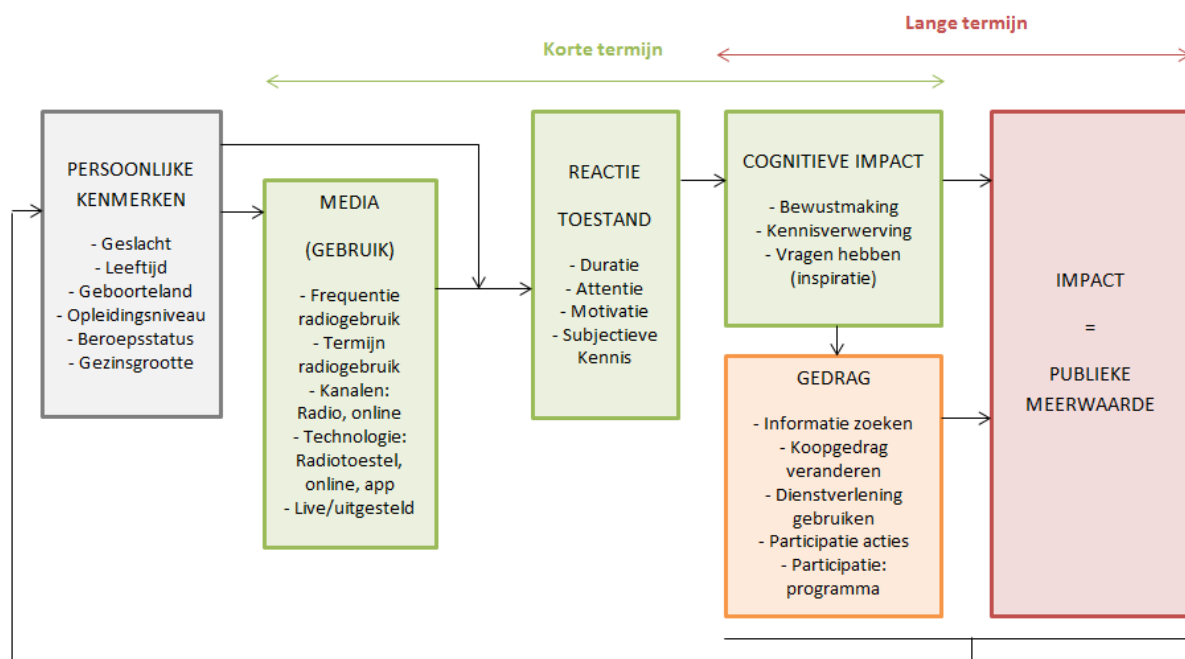 Lange termijn
Korte termijn
PERSOONLIJKE
KENMERKEN
- Geslacht
- Leeftijd
- Geboorteland
- Opleidingsniveau
- Beroepsstatus
- Gezinsgrootte
MEDIA
(GEBRUIK)
- Frequentie
radiogebruik
- Termijn
radiogebruik
- Kanalen:
Radio, online
- Technologie:
Radiotoestel,
online, app
- Live/uitgesteld
REACTIE
TOESTAND
- Duratie
- Attentie
- Motivatie
- Subjectieve
Kennis
COGNITIEVE IMPACT
- Bewustmaking
- Kennisverwerving
- Vragen hebben
(inspiratie)
GEDRAG
- Informatie zoeken
- Koopgedrag
veranderen
- Dienstverlening
gebruiken
- Participatie acties
- Participatie:
programma
IMPACT
=
PUBLIEKE
MEERWAARDE